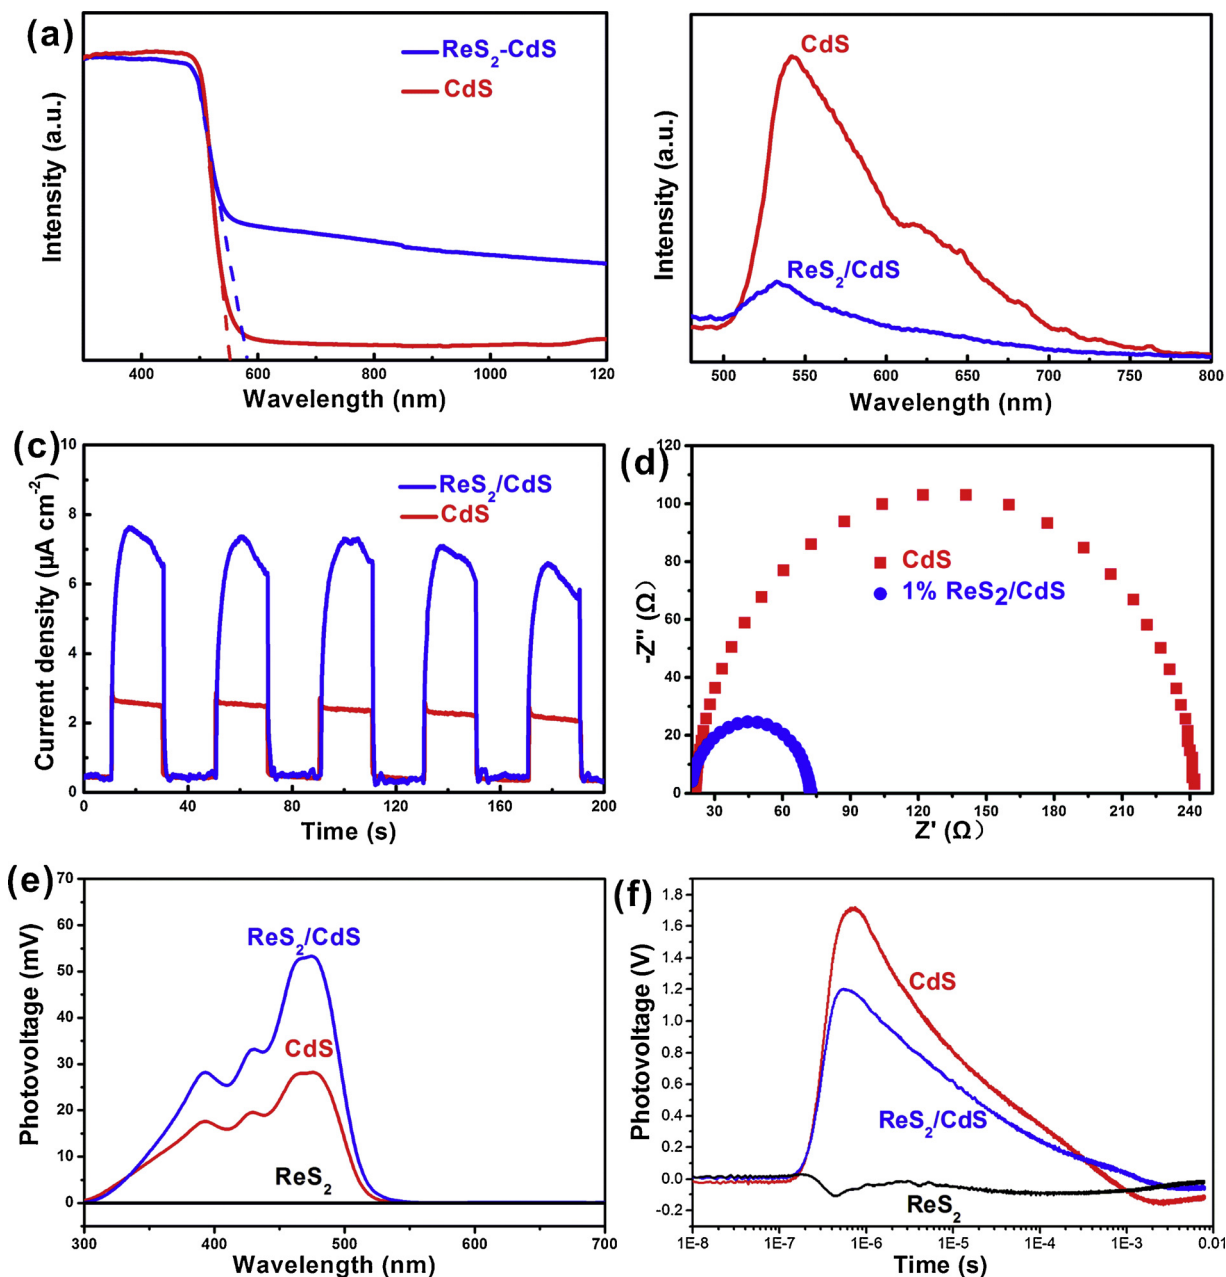 (a)
ReS2-CdS
CdS
Intensity (a.u.)
400 600 800 1000 120
Wavelength (nm)
CdS
ReS2/CdS
Intensity (a.u.)
500 550 600 650 700 750 800
Wavelength (nm)
(c)
10
8
6
4
2
0
Current density (μA cm-2)
ReS2/CdS
CdS
0 40 80 120 160 200
Time (s)
(d)
120
100
80
60
40
20
0
-Z'' (Ω)
CdS
1% ReS2/CdS
20 30 60 90 120 150 180 210 240
Z' (Ω)
(e)
70
60
50
40
30
20
10
0
Photovoltage (mV)
ReS2/CdS
CdS
ReS2
300 400 500 600 700
Wavelength (nm)
(f)
1.8
1.6
1.4
1.2
1.0
0.8
0.6
0.4
0.2
0.0
-0.2
Photovoltage (V)
CdS
ReS2/CdS
ReS2
1E-8 1E-7 1E-6 1E-5 1E-4 1E-3 0.01
Time (s)